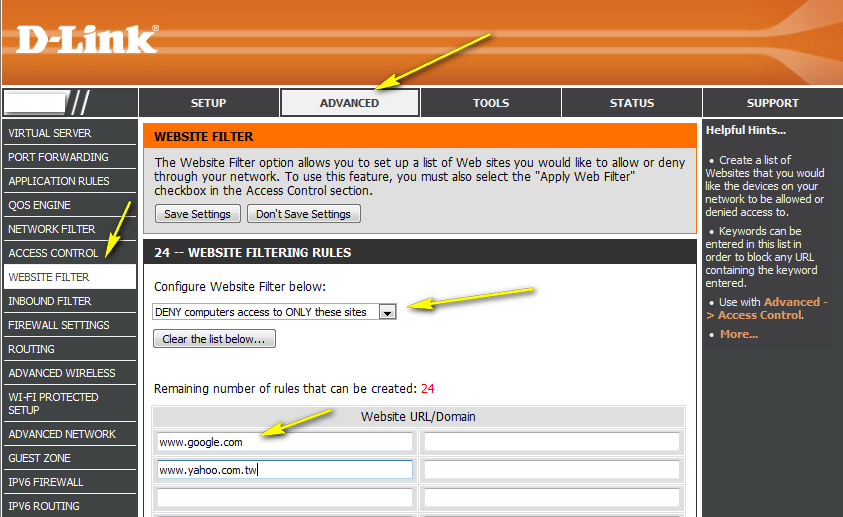 D-Link
SETUP
ADVANCED
TOOLS
STATUS
SUPPORT
VIRTUAL SERVER
PORT FORWARDING
APPLICATION RULES
QOS ENGINE
NETWORK FILTER
ACCESS CONTROL
WEBSITE FILTER
INBOUND FILTER
FIREWALL SETTINGS
ROUTING
ADVANCED WIRELESS
WI-FI PROTECTED
SETUP
ADVANCED NETWORK
GUEST ZONE
IPV6 FIREWALL
IPV6 ROUTING
WEBSITE FILTER
The Website Filter option allows you to set up a list of Web sites you would like to allow or deny
through your network. To use this feature, you must also select the "Apply Web Filter"
checkbox in the Access Control section.
Save Settings
Don't Save Settings
24 -- WEBSITE FILTERING RULES
Configure Website Filter below:
DENY computers access to ONLY these sites
Clear the list below...
Remaining number of rules that can be created: 24
Website URL/Domain
www.google.com
www.yahoo.com.tw
Helpful Hints...
• Create a list of
Websites that you would
like the devices on your
network to be allowed or
denied access to.
• Keywords can be
entered in this list in
order to block any URL
containing the keyword
entered.
• Use with Advanced -
> Access Control.
• More...